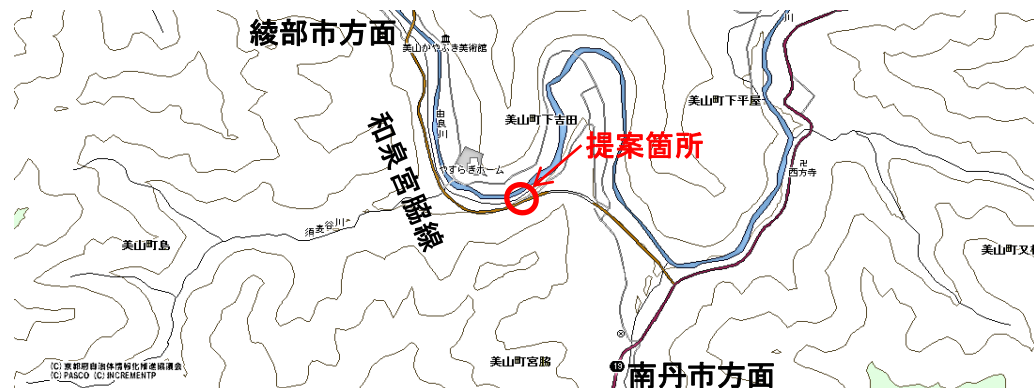 綾部市方面
美山かやぶき美術館
美山町下平屋
由良川
美山町下吉田
提案箇所
和泉宮脇線
やすらぎホーム
卍
西方寺
須麦谷川
美山町島
美山町又林
美山町宮脇
19
南丹市方面
(C) 京都府自治体情報化推進協議会
(C) PASCO (C) INCREMENTP